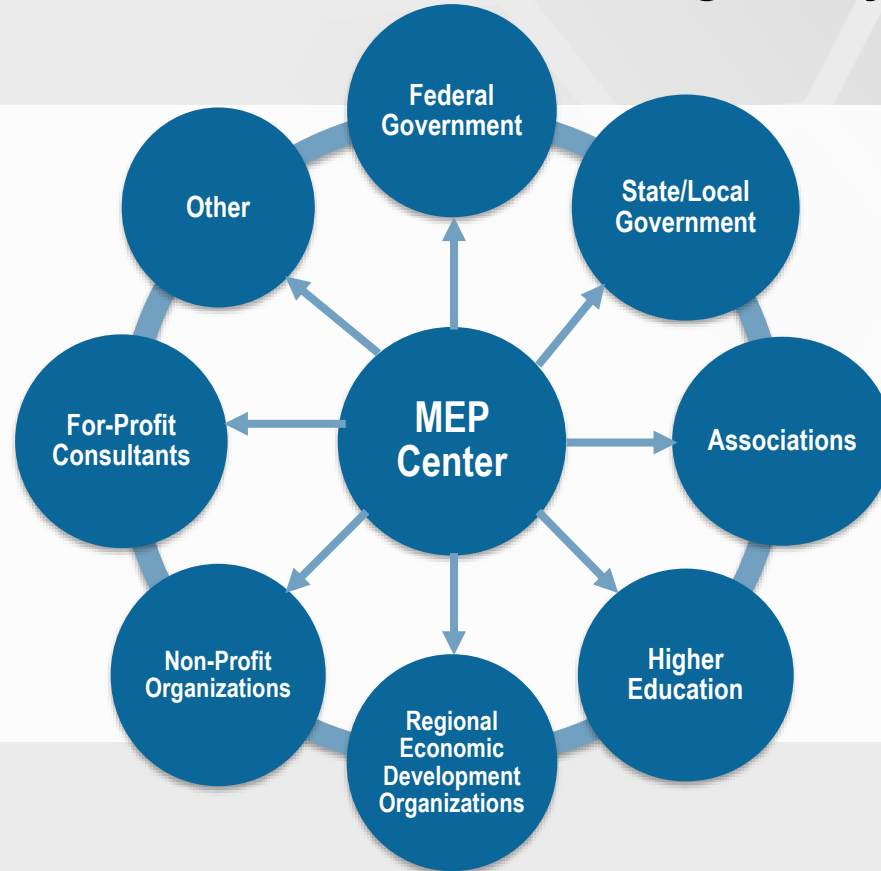 Federal
Government
State/Local
Government
Other
MEP
Center
For-Profit
Consultants
Associations
Non-Profit
Organizations
Higher
Education
Regional
Economic
Development
Organizations